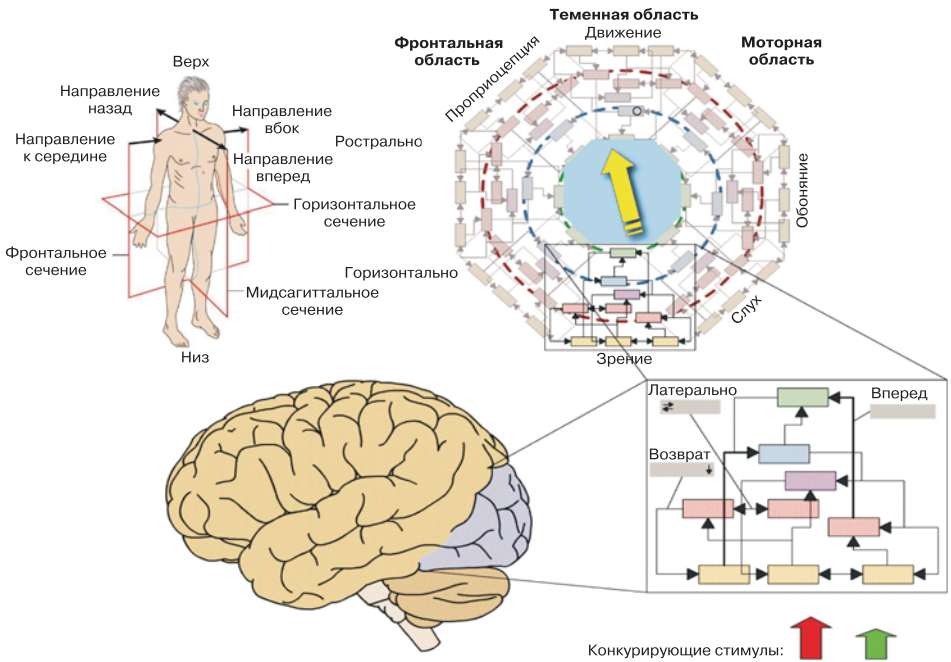 Верх
Направление
назад
Направление
к середине
Направление
вбок
Направление
вперед
Горизонтальное
сечение
Фронтальное
сечение
Мидсагиттальное
сечение
Низ
Рострально
Горизонтально
Теменная область
Движение
Фронтальная
область
Моторная
область
Проприоцепция
Обоняние
Слух
Зрение
Латерально
Вперед
Возврат
Конкурирующие стимулы: